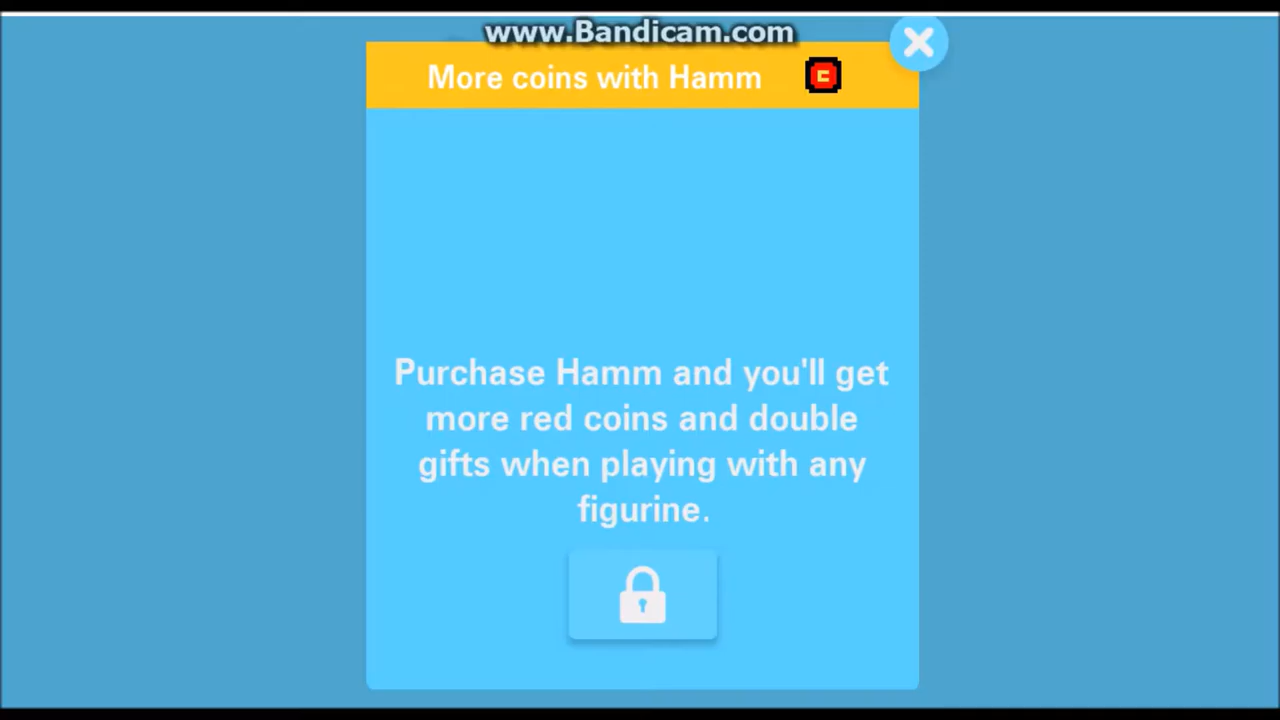 www.Bandicam.com
More coins with Hamm C
Purchase Hamm and you'll get
more red coins and double
gifts when playing with any
figurine.